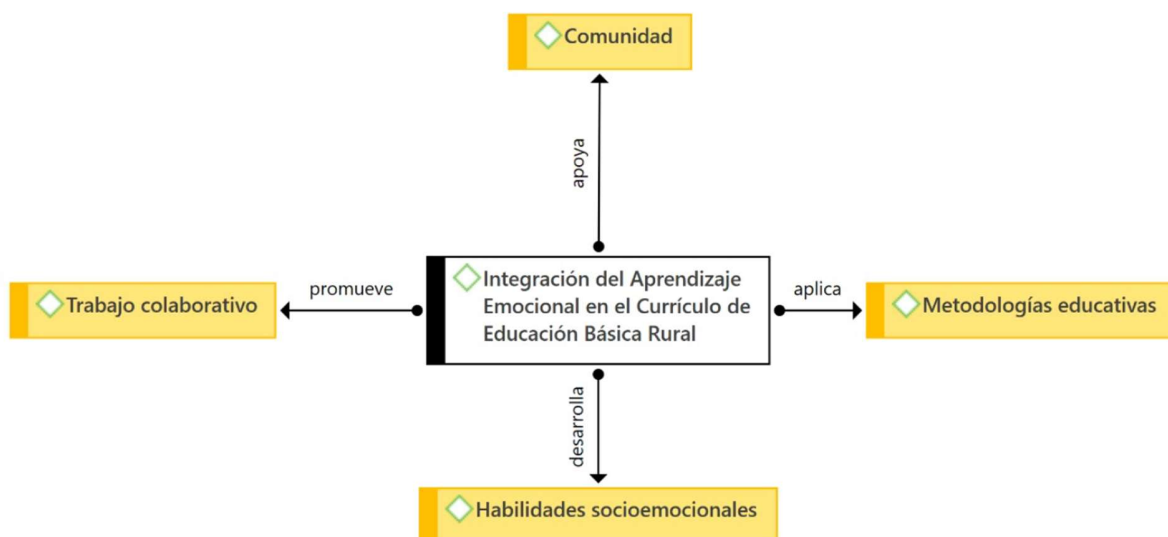 Comunidad
apoya
Trabajo colaborativo
promueve
Integración del Aprendizaje
Emocional en el Currículo de
Educación Básica Rural
aplica
Metodologías educativas
desarrolla
Habilidades socioemocionales